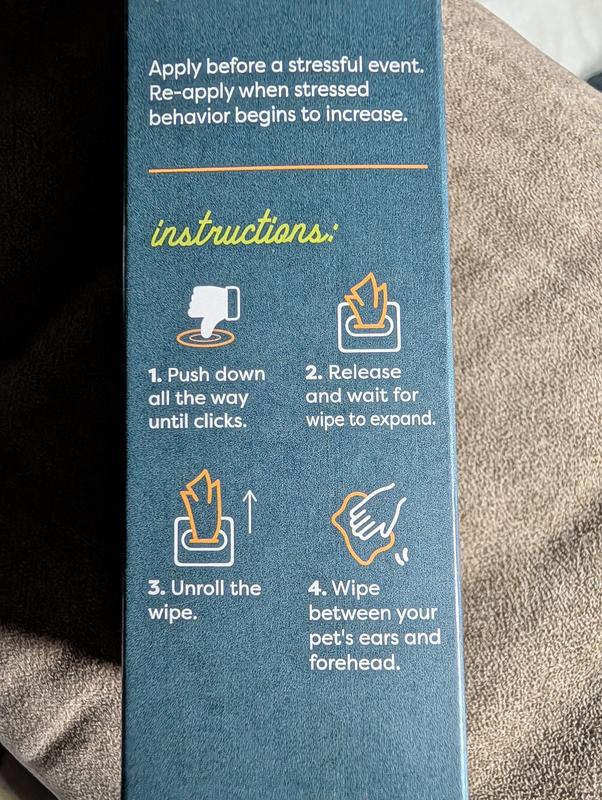 Apply before a stressful event.
Re-apply when stressed
behavior begins to increase.
instructions:
1. Push down
all the way
until clicks.
2. Release
and wait for
wipe to expand.
3. Unroll the
wipe.
4. Wipe
between your
pet's ears and
forehead.